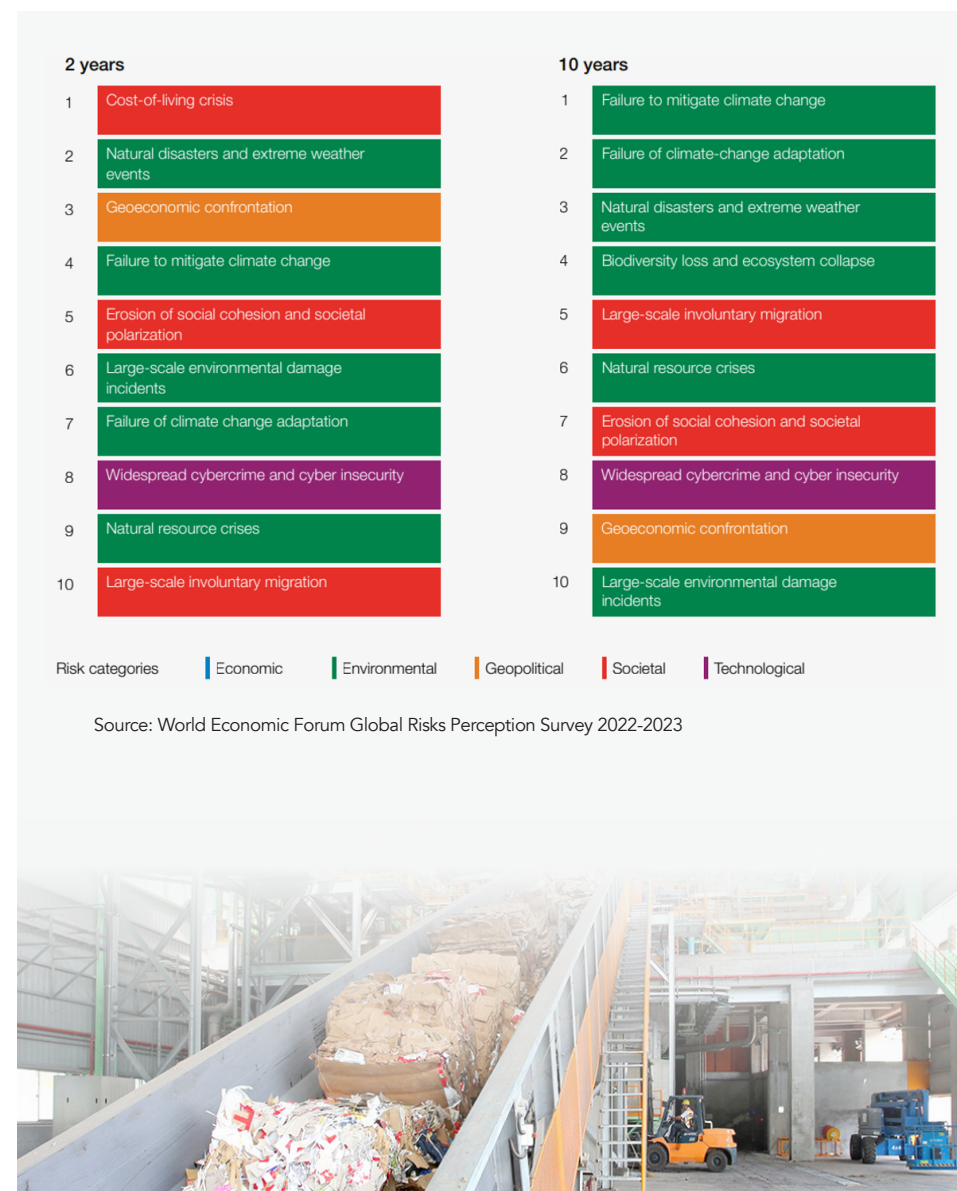 2 years
1 Cost-of-living crisis
2 Natural disasters and extreme weather
events
3 Geoeconomic confrontation
4 Failure to mitigate climate change
5 Erosion of social cohesion and societal
polarization
6 Large-scale environmental damage
incidents
7 Failure of climate change adaptation
8 Widespread cybercrime and cyber insecurity
9 Natural resource crises
10 Large-scale involuntary migration
10 years
1 Failure to mitigate climate change
2 Failure of climate-change adaptation
3 Natural disasters and extreme weather
events
4 Biodiversity loss and ecosystem collapse
5 Large-scale involuntary migration
6 Natural resource crises
7 Erosion of social cohesion and societal
polarization
8 Widespread cybercrime and cyber insecurity
9 Geoeconomic confrontation
10 Large-scale environmental damage
incidents
Risk categories Economic Environmental Geopolitical Societal Technological
Source: World Economic Forum Global Risks Perception Survey 2022-2023